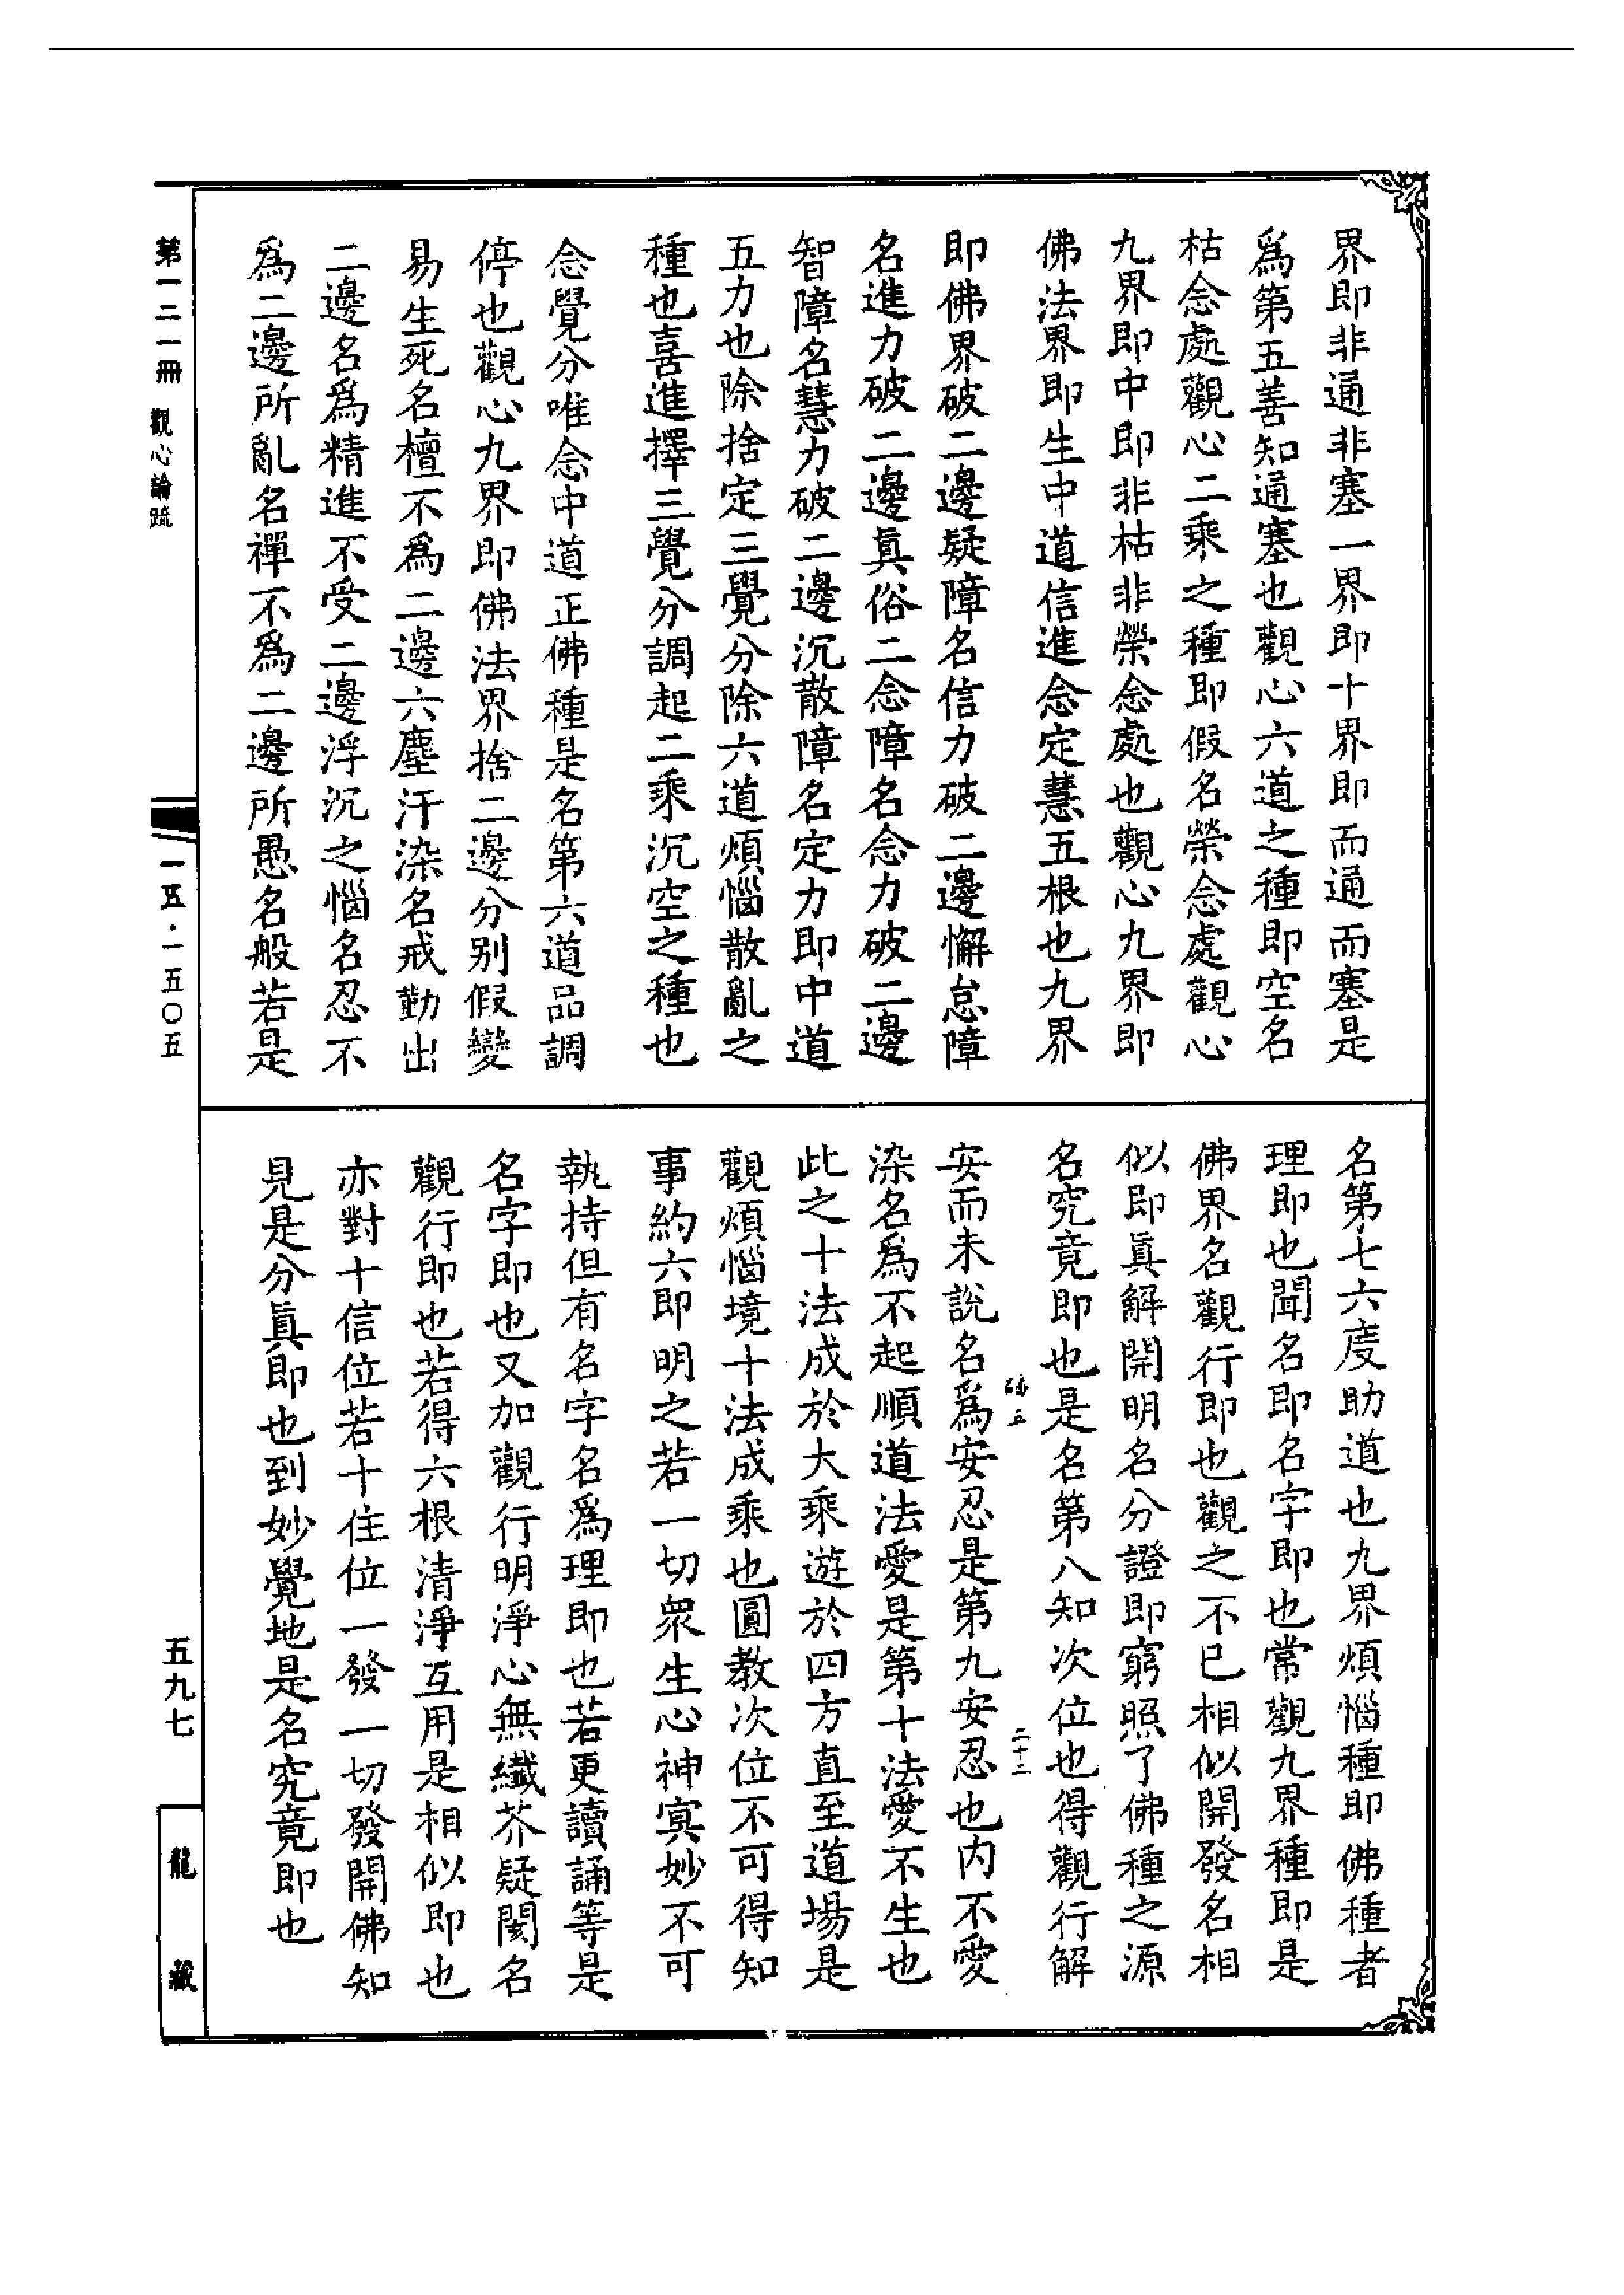 界即非通非塞一界即十界即而通而塞是
爲第五善知通塞也觀心六道之種即空名
枯念處觀心二乘之種即假名榮念處觀心
九界即中即非枯非榮念處也觀心九界即
佛法界即生中道信進念定慧五根也九界
即佛界破二邊疑障名信力破二邊懈怠障
名進力破二邊眞俗二念障名念力破二邊
智障名慧力破二邊沉散障名定力即中道
五力也除捨定三覺分除六道煩惱散亂之
種也喜進擇三覺分調起二乘沉空之種也
念覺分唯念中道正佛種是名第六道品調
停也觀心九界即佛法界捨二邊分別假變
易生死名檀不爲二邊六塵汗染名戒勤出
二邊名爲精進不受二邊浮沉之惱名忍不
爲二邊所亂名禪不爲二邊所愚名般若是
名第七六度助道也九界煩惱種即佛種者
理即也聞名即名字即也常觀九界種即是
佛界名觀行即也觀之不已相似開發名相
似即眞解開明名分證即窮照了佛種之源
名究竟即也是名第八知次位也得觀行解
安而未說名爲安忍是第九安忍也内不愛
染名爲不起順道法愛是第十法愛不生也
此之十法成於大乘遊於四方直至道場是
觀煩惱境十法成乘也圓教次位不可得知
事約六即明之若一切衆生心神冥妙不可
執持但有名字名爲理即也若更讀誦等是
名字即也又加觀行明淨心無纖芥疑閡名
觀行即也若得六根清淨互用是相似即也
亦對十信位若十住位一發一切發開佛知
見是分眞即也到妙覺地是名究竟即也
二十三
第一二一冊 觀心論疏
一五·一五〇五
五九七
龍藏